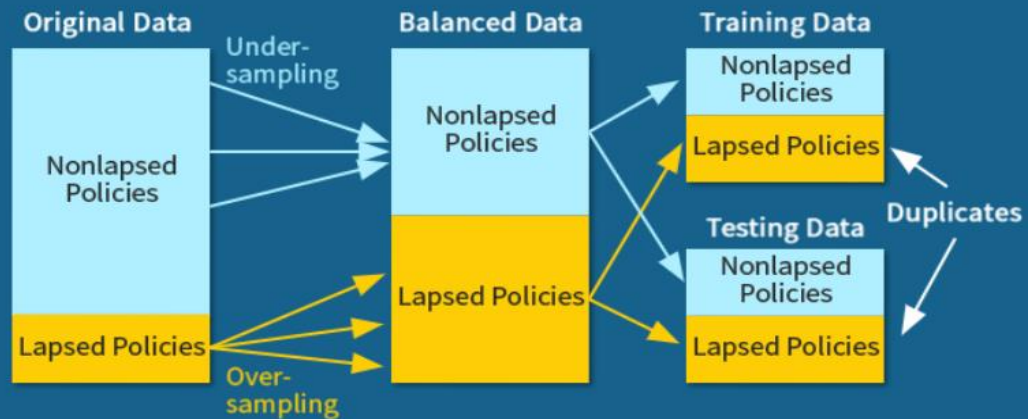 Original Data
Balanced Data
Training Data
Under-
sampling
Nonlapsed
Policies
Nonlapsed
Policies
Nonlapsed
Policies
Lapsed Policies
Duplicates
Testing Data
Nonlapsed
Policies
Lapsed Policies
Lapsed Policies
Lapsed Policies
Over-
sampling